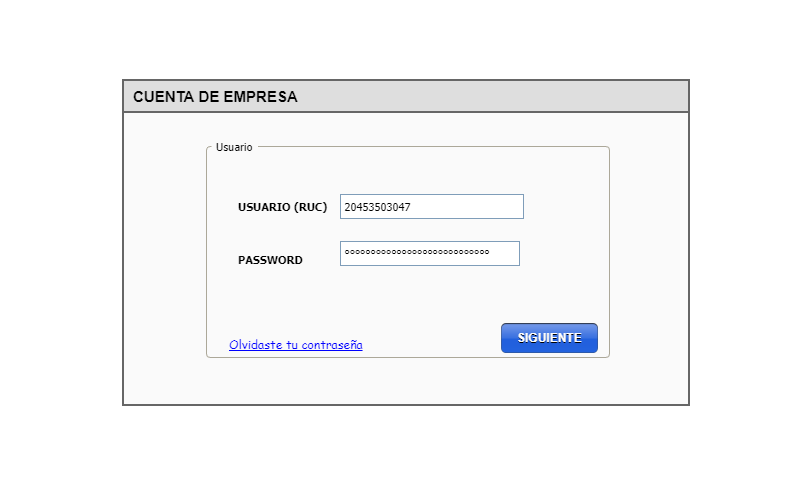 CUENTA DE EMPRESA
Usuario
USUARIO (RUC) 20453503047
PASSWORD
Olvidaste tu contraseña
SIGUIENTE